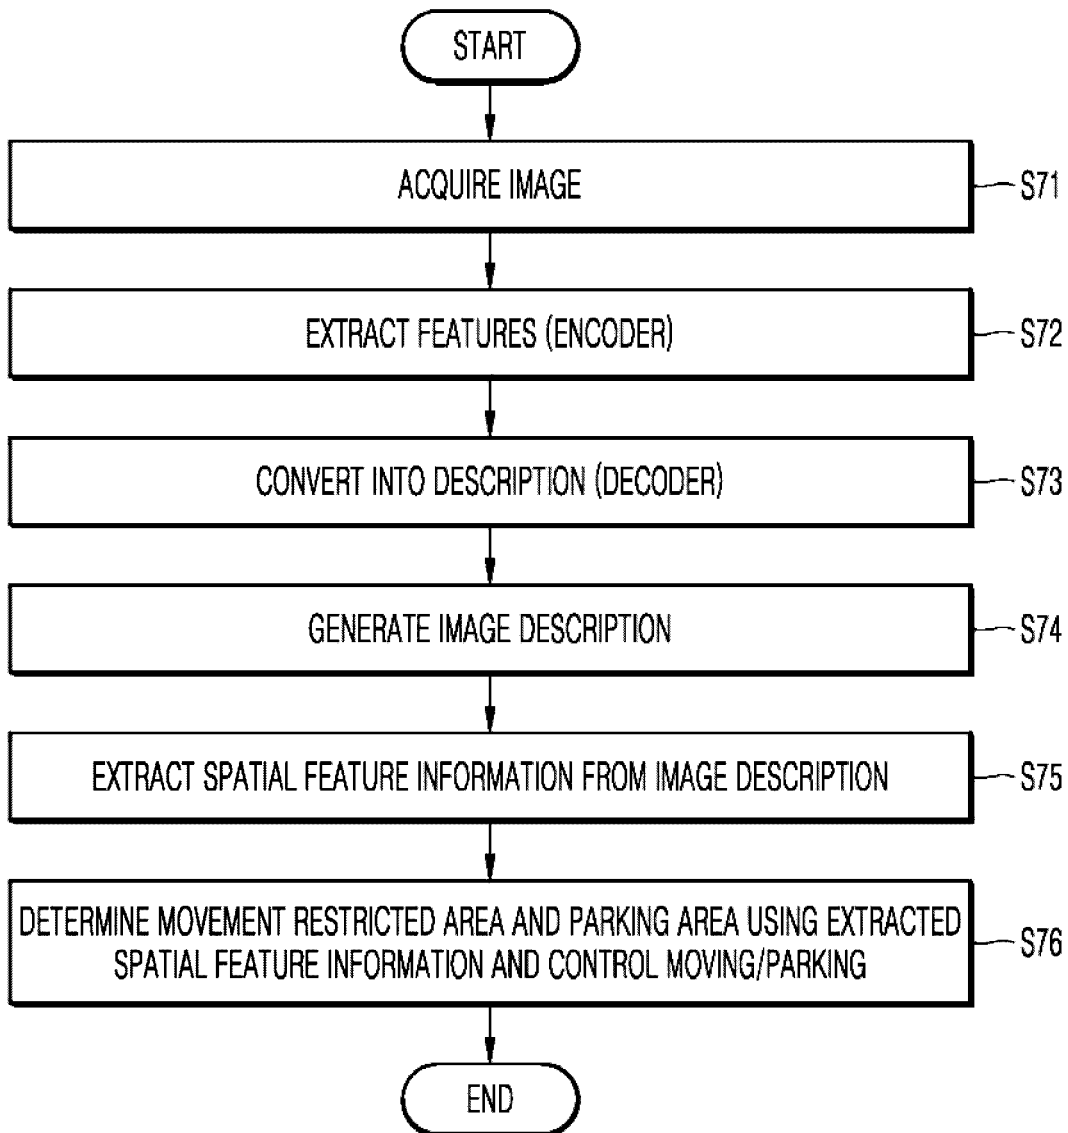 START
ACQUIRE IMAGE
S71
EXTRACT FEATURES (ENCODER)
S72
CONVERT INTO DESCRIPTION (DECODER)
S73
GENERATE IMAGE DESCRIPTION
S74
EXTRACT SPATIAL FEATURE INFORMATION FROM IMAGE DESCRIPTION
S75
DETERMINE MOVEMENT RESTRICTED AREA AND PARKING AREA USING EXTRACTED
SPATIAL FEATURE INFORMATION AND CONTROL MOVING/PARKING
S76
END